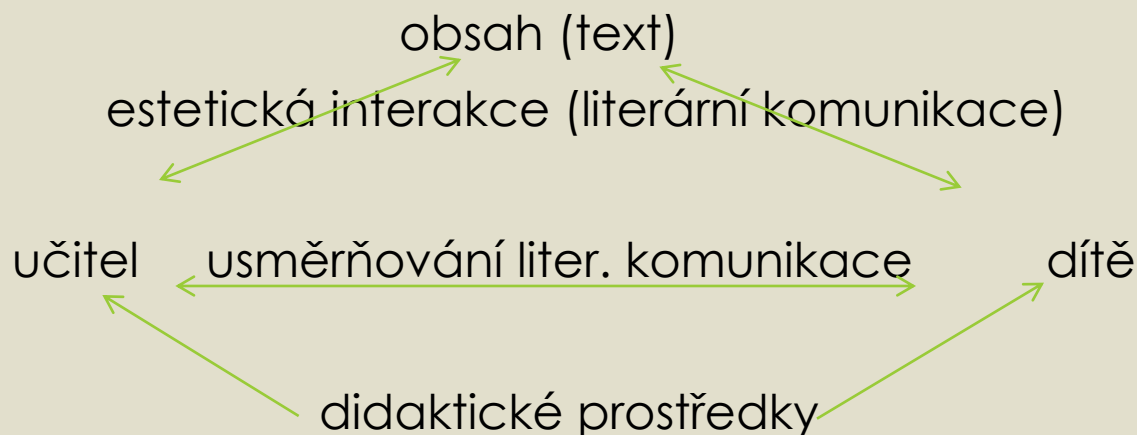 obsah (text)
estetická interakce (literární komunikace)
učitel usměrňování liter. komunikace dítě
didaktické prostředky